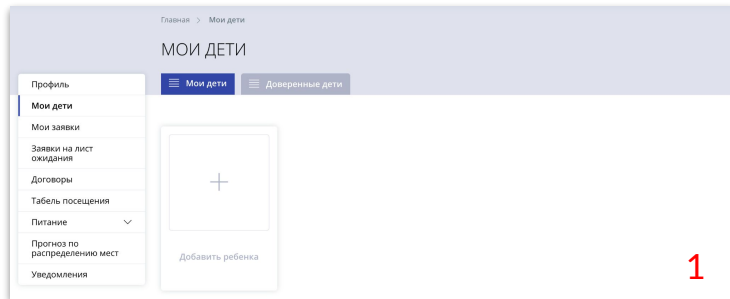 Главная > Мои дети
МОИ ДЕТИ
Мои дети
Доверенные дети
Профиль
Мои дети
Мои заявки
Заявки на лист
ожидания
Договоры
Табель посещения
Питание
Прогноз по
распределению мест
Уведомления
Добавить ребенка
1